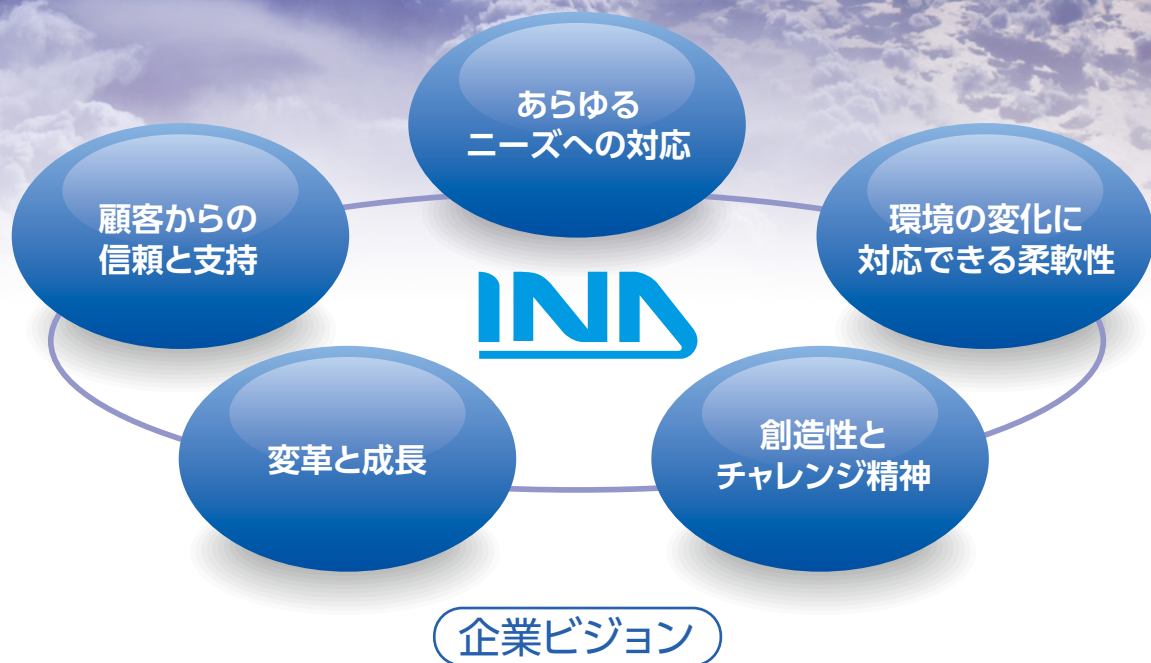 あらゆる
ニーズへの対応
顧客からの
信頼と支持
環境の変化に
対応できる柔軟性
INA
変革と成長
創造性と
チャレンジ精神
企業ビジョン